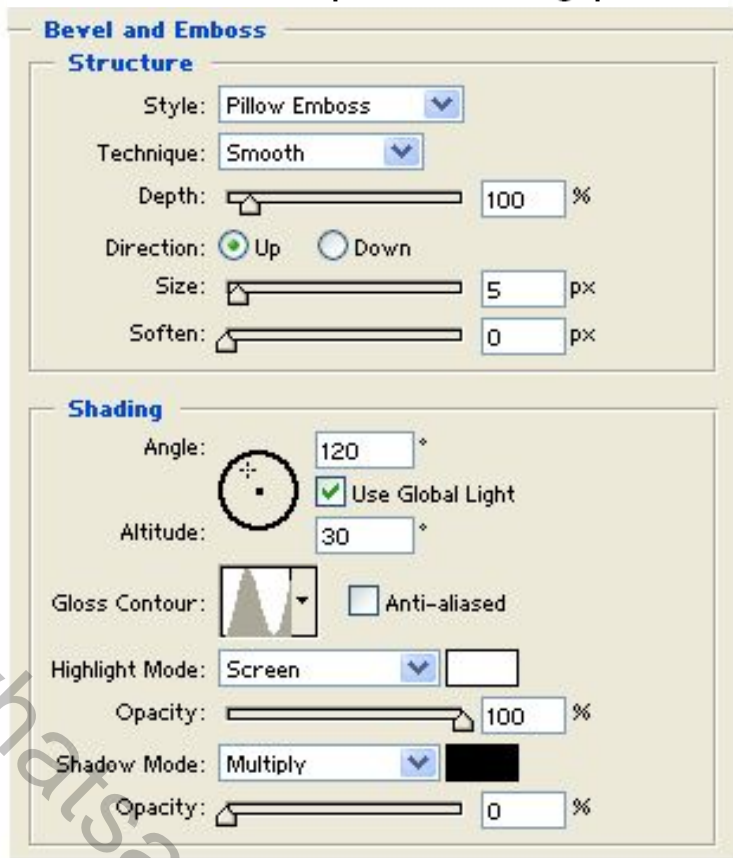 Bevel and Emboss
Structure
Style: Pillow Emboss
Technique: Smooth
Depth: 100 %
Direction: Up Down
Size: 5 px
Soften: 0 px
Shading
Angle: 120 °
Use Global Light
Altitude: 30 °
Gloss Contour: Anti-aliased
Highlight Mode: Screen
Opacity: 100 %
Shadow Mode: Multiply
Opacity: 0 %